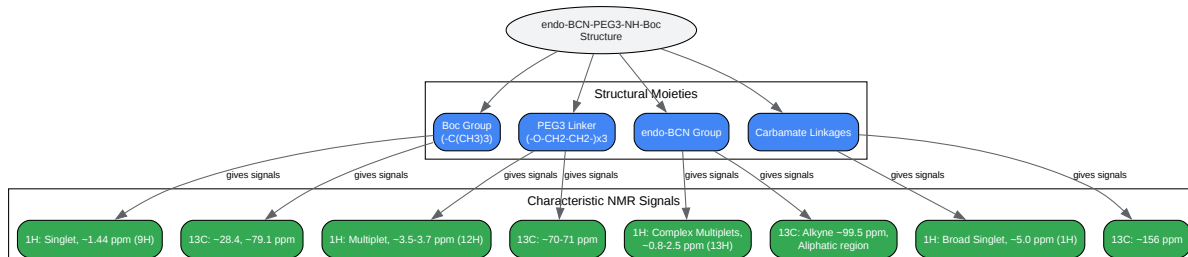 endo-BCN-PEG3-NH-Boc
Structure
Structural Moieties
Boc Group
(-C(CH3)3)
PEG3 Linker
(-O-CH2-CH2-)x3
endo-BCN Group
Carbamate Linkages
gives signals
gives signals
gives signals
gives signals
gives signals
gives signals
gives signals
gives signals
Characteristic NMR Signals
1H: Singlet, ~1.44 ppm (9H)
13C: ~28.4, ~79.1 ppm
1H: Multiplet, ~3.5-3.7 ppm (12H)
13C: ~70-71 ppm
1H: Complex Multiplets,
~0.8-2.5 ppm (13H)
13C: Alkyne ~99.5 ppm,
Aliphatic region
1H: Broad Singlet, ~5.0 ppm (1H)
13C: ~156 ppm